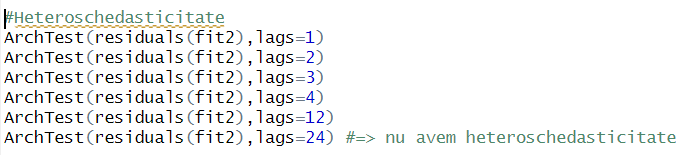 #Heteroschedasticitate
ArchTest(residuals(fit2),lags=1)
ArchTest(residuals(fit2),lags=2)
ArchTest(residuals(fit2),lags=3)
ArchTest(residuals(fit2),lags=4)
ArchTest(residuals(fit2),lags=12)
ArchTest(residuals(fit2),lags=24) #=> nu avem heteroschedasticitate